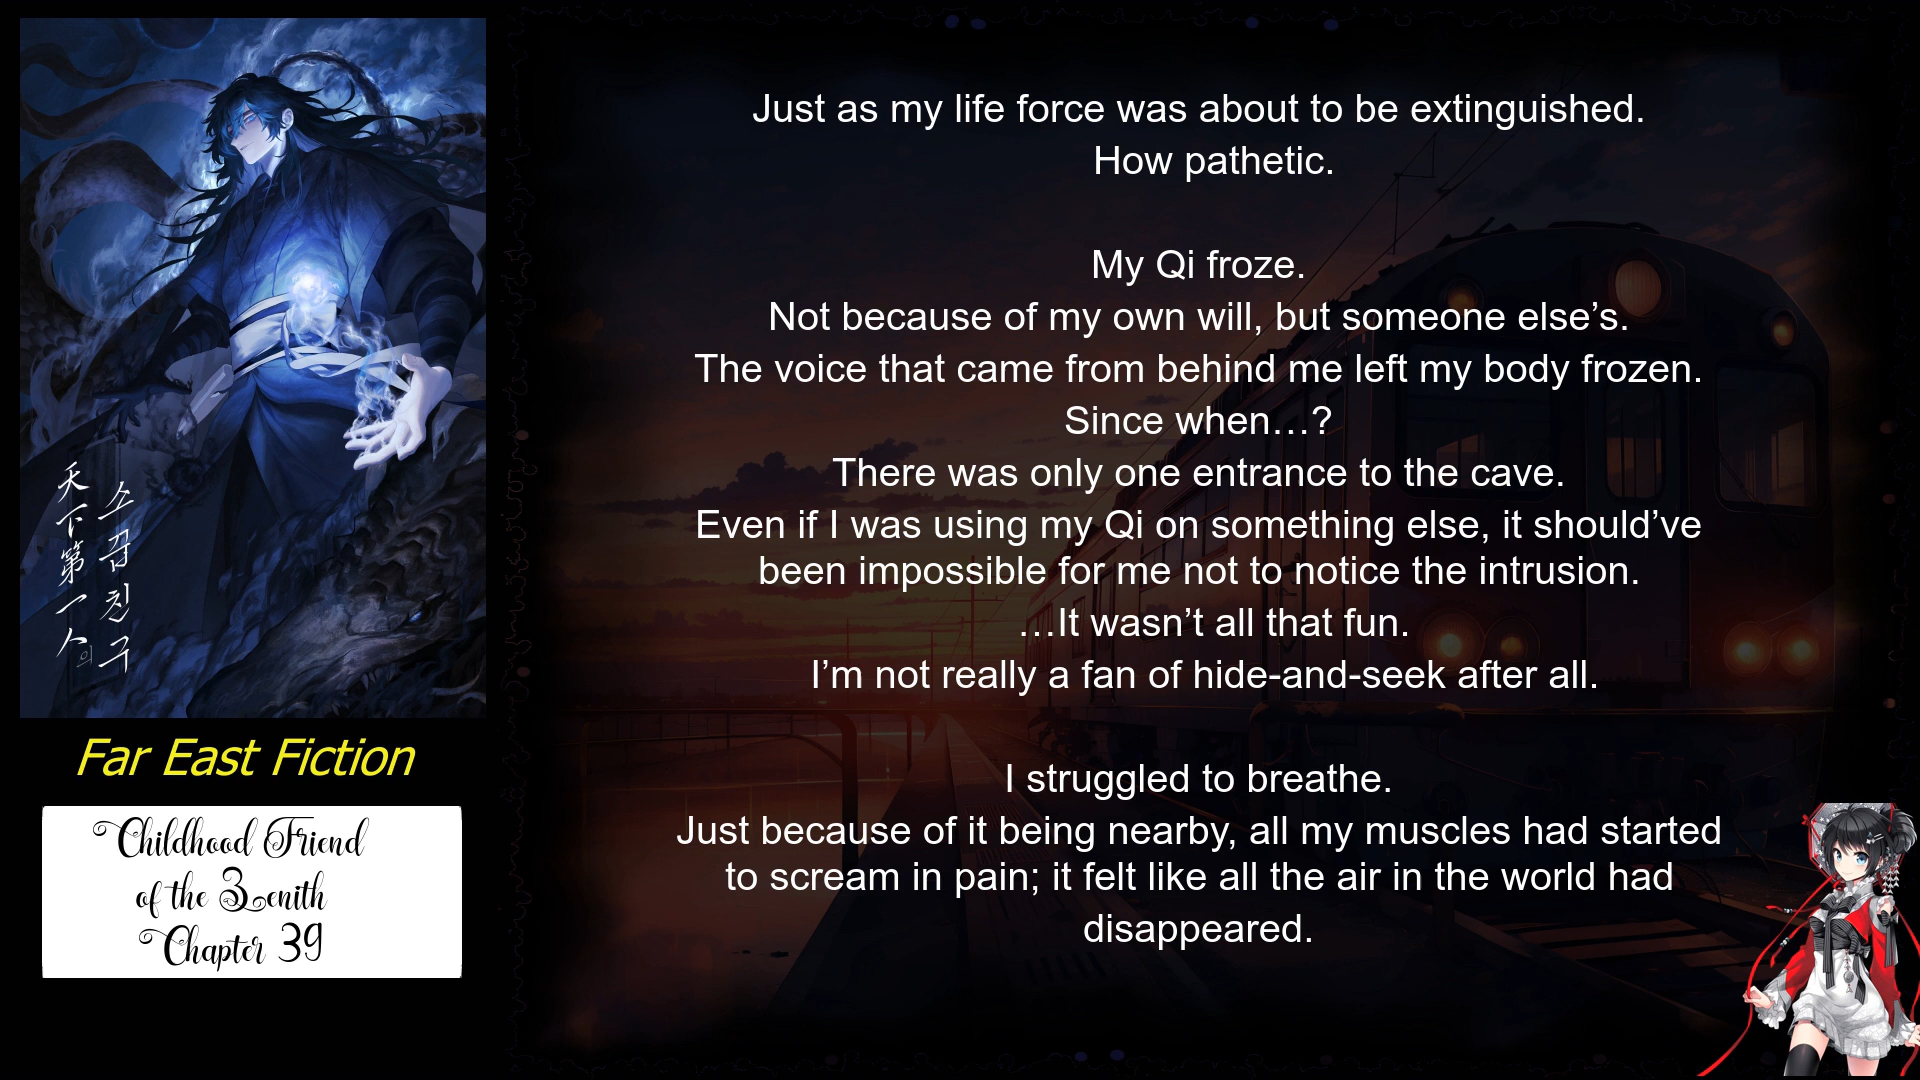 天下第一人의
소꿉친구
Far East Fiction
Childhood Friend
of the Zenith
Chapter 39
Just as my life force was about to be extinguished.
How pathetic.
My Qi froze.
Not because of my own will, but someone else’s.
The voice that came from behind me left my body frozen.
Since when…?
There was only one entrance to the cave.
Even if I was using my Qi on something else, it should’ve
been impossible for me not to notice the intrusion.
…It wasn’t all that fun.
I’m not really a fan of hide-and-seek after all.
I struggled to breathe.
Just because of it being nearby, all my muscles had started
to scream in pain; it felt like all the air in the world had
disappeared.